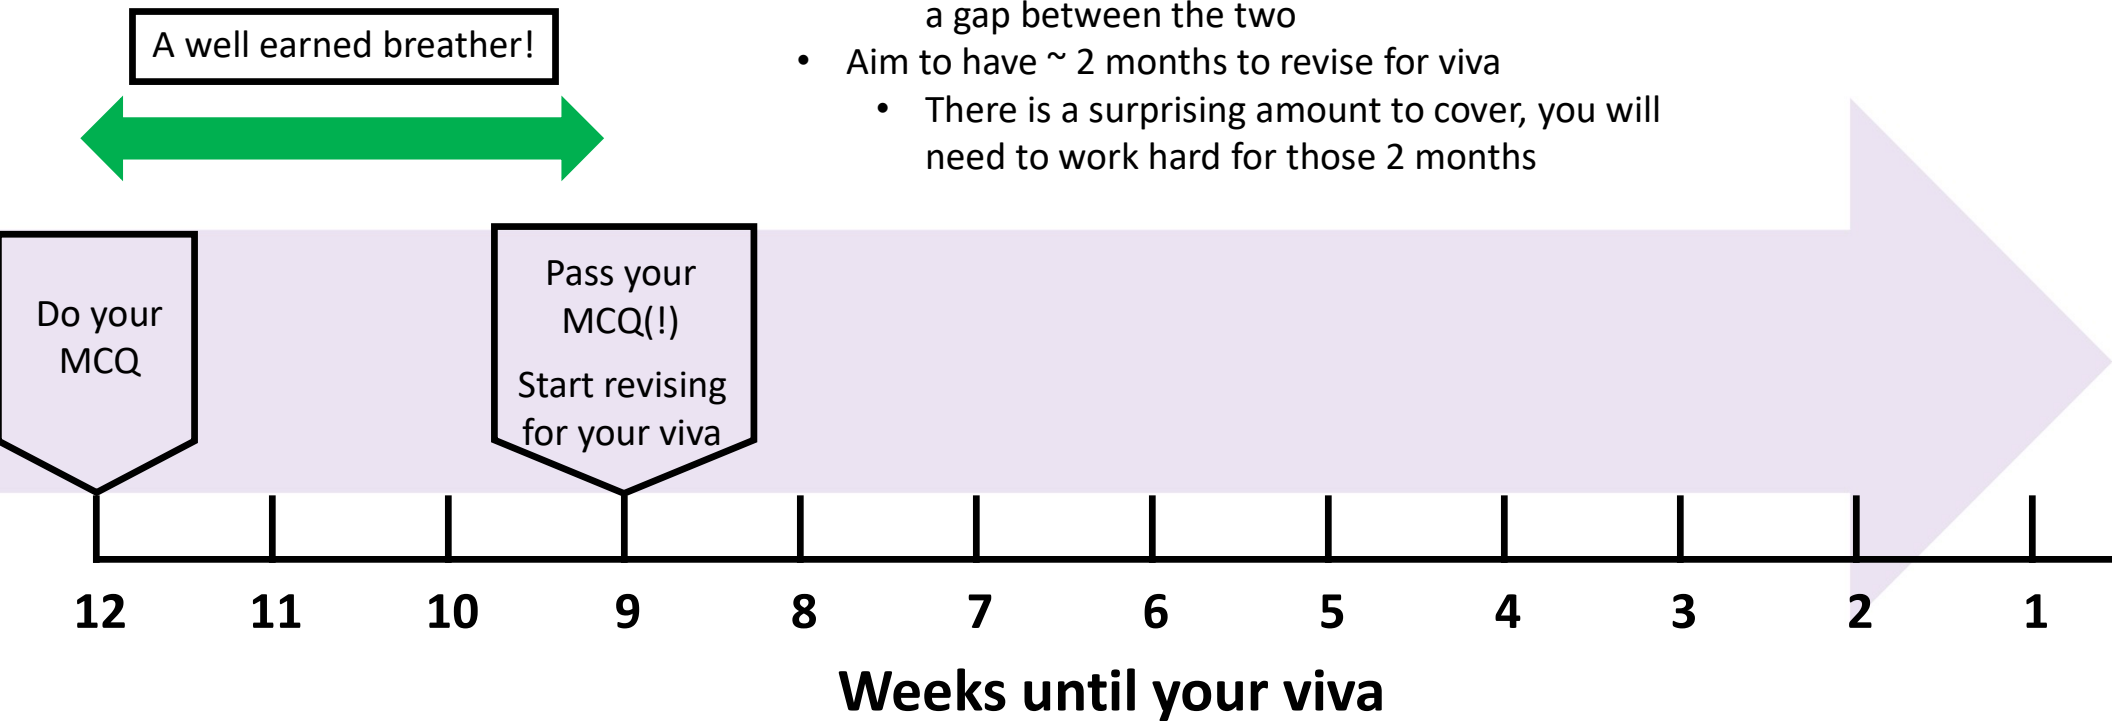 A well earned breather!
a gap between the two
• Aim to have ~ 2 months to revise for viva
• There is a surprising amount to cover, you will
need to work hard for those 2 months
Do your
MCQ
Pass your
MCQ(!)
Start revising
for your viva
12 11 10 9 8 7 6 5 4 3 2 1
Weeks until your viva